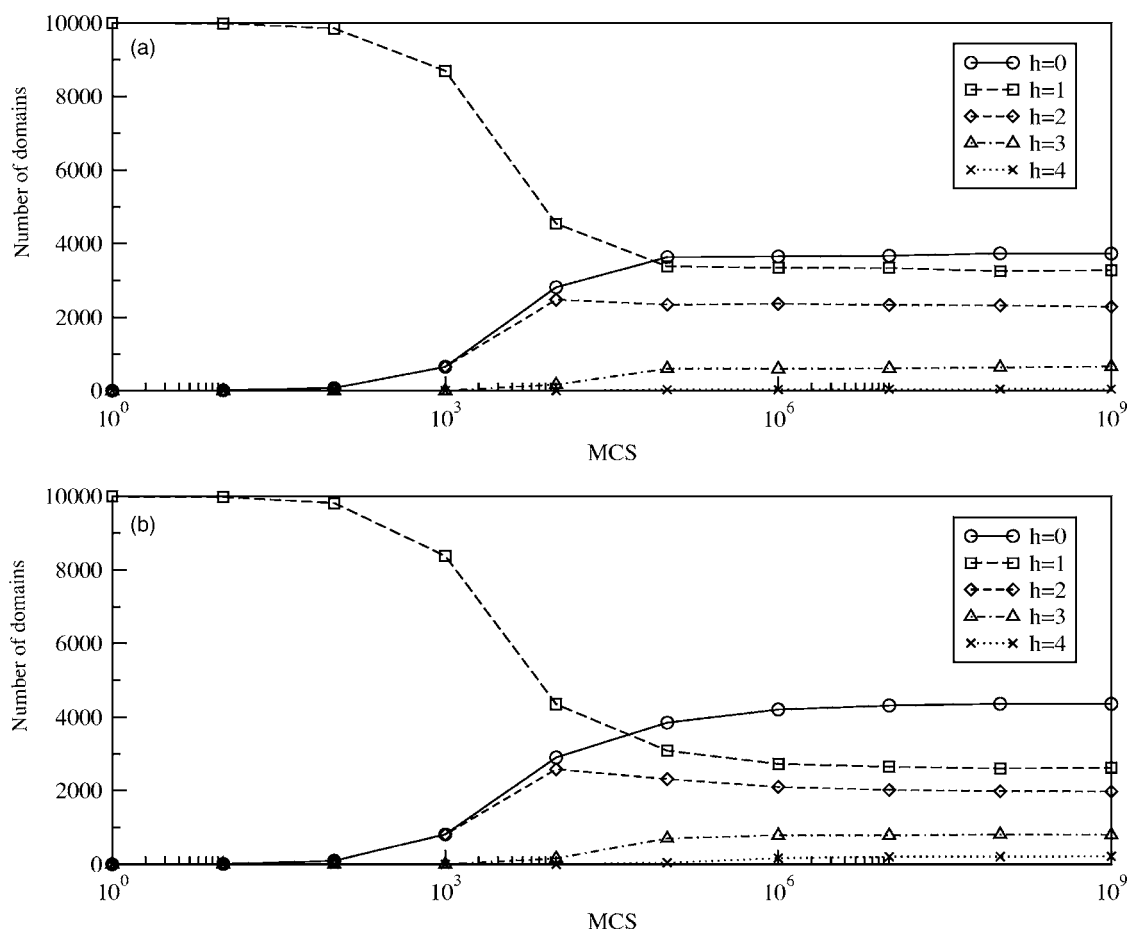 (a)
10000
8000
6000
4000
2000
0
Number of domains
h=0
h=1
h=2
h=3
h=4
10^0
10^3
10^6
10^9
MCS
(b)
10000
8000
6000
4000
2000
0
Number of domains
h=0
h=1
h=2
h=3
h=4
10^0
10^3
10^6
10^9
MCS